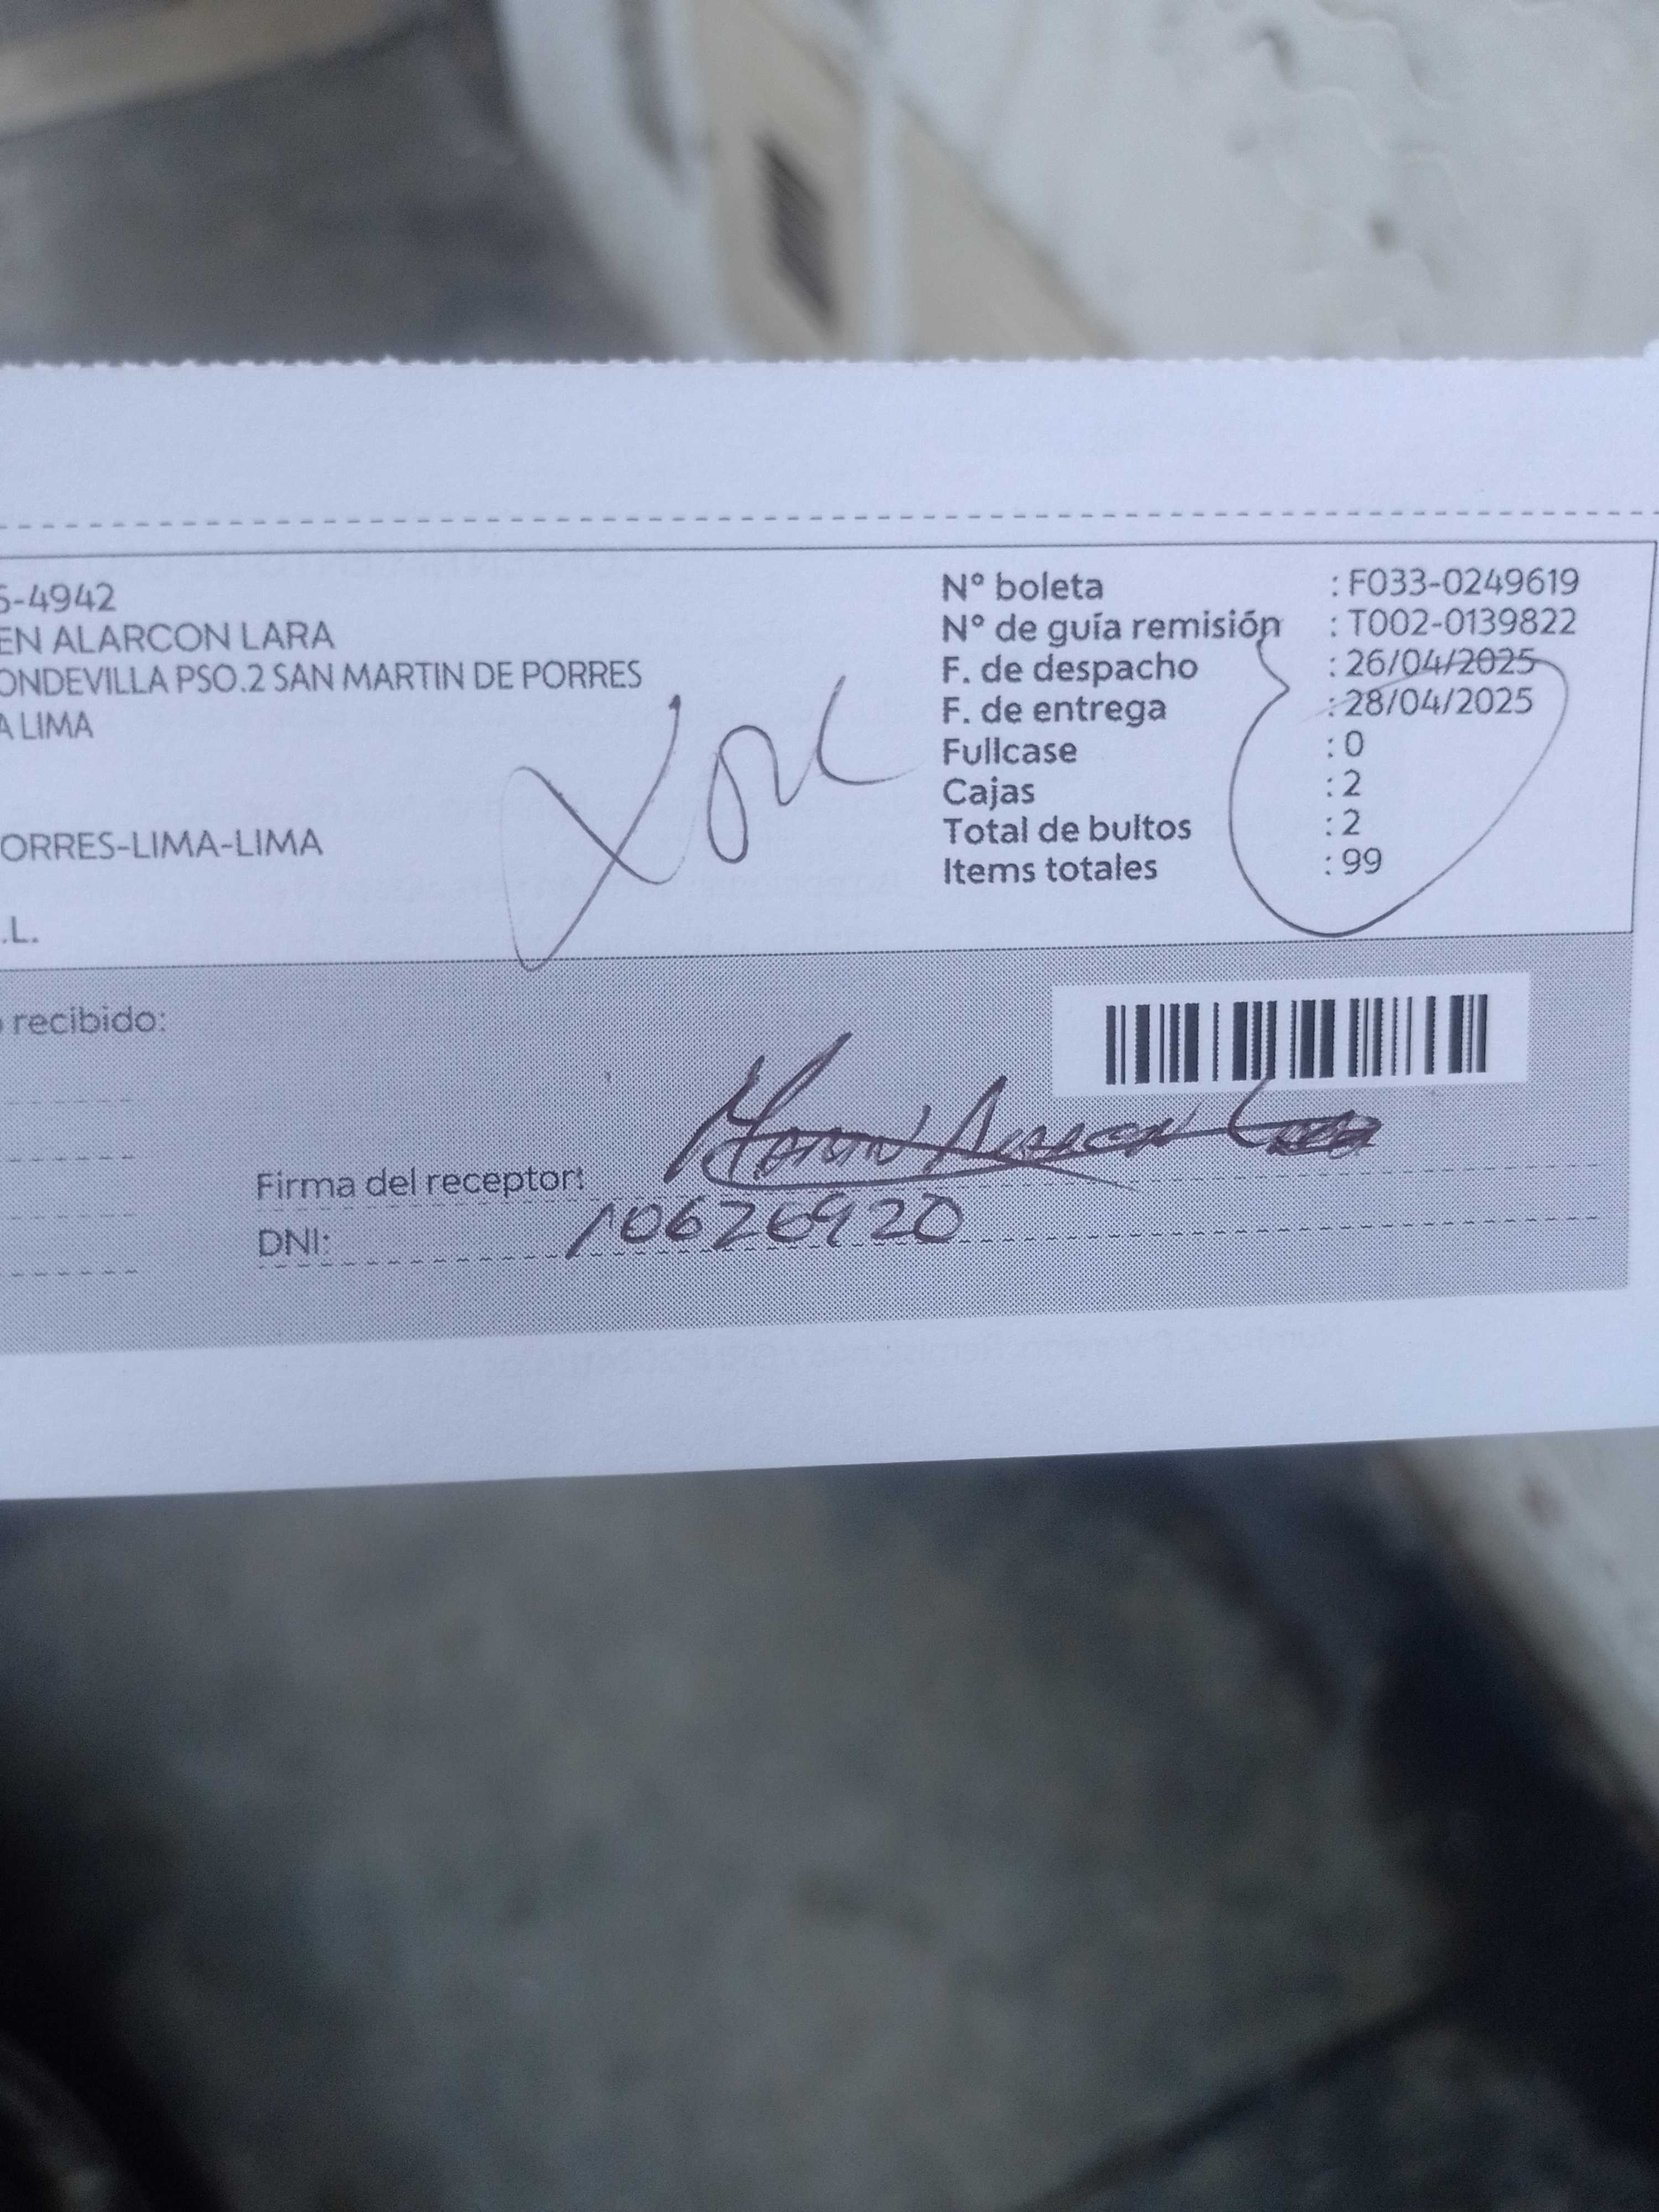 S-4942
EN ALARCON LARA
ONDEVILLA PSO.2 SAN MARTIN DE PORRES
A LIMA
ORRES-LIMA-LIMA
.L.
Nº boleta : F033-0249619
Nº de guía remisión : T002-0139822
F. de despacho : 26/04/2025
F. de entrega : 28/04/2025
Fullcase : 0
Cajas : 2
Total de bultos : 2
Items totales : 99
o recibido:
Firma del receptor:
DNI: 10626920